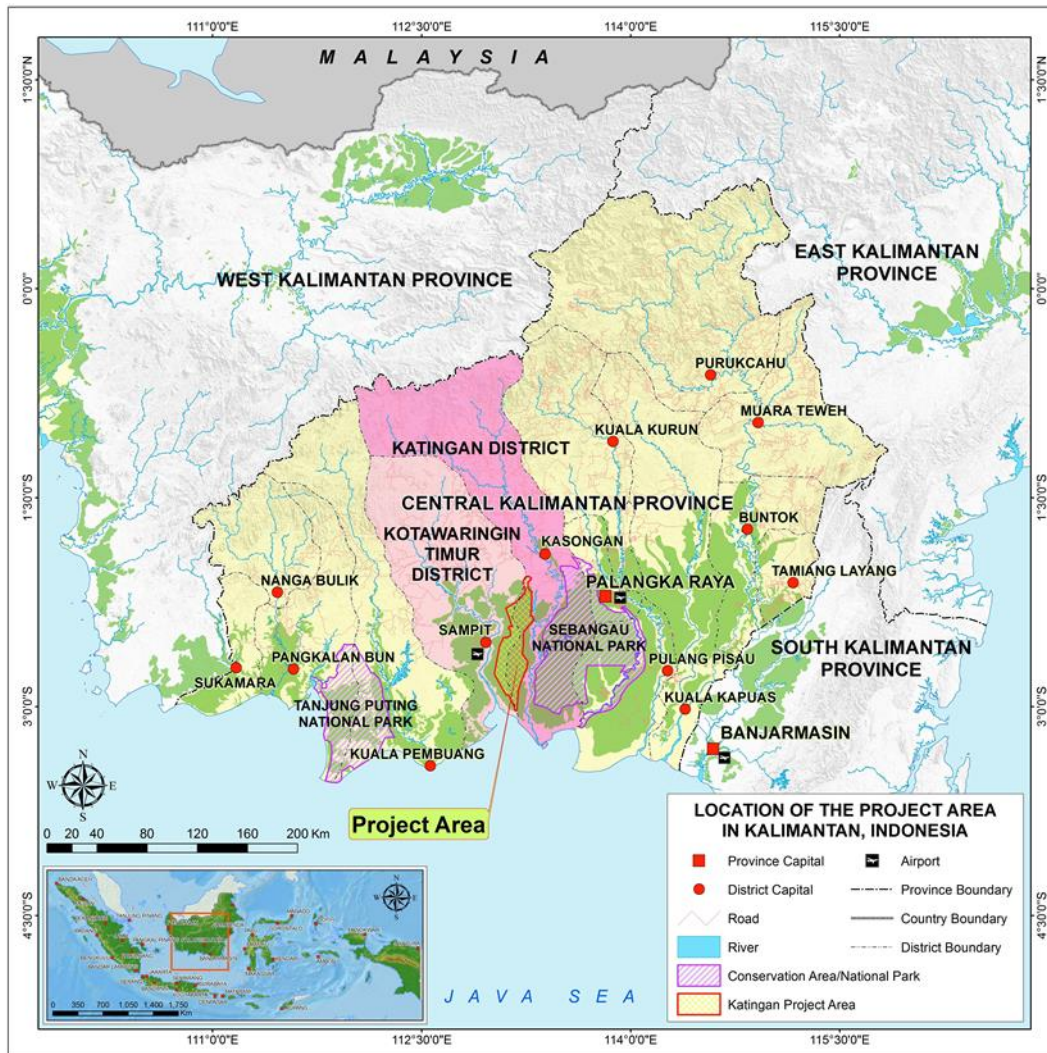 111°0'0"E
112°30'0"E
114°0'0"E
115°30'0"E
MALAYSIA
1°30'0"N
1°30'0"N
WEST KALIMANTAN PROVINCE
EAST KALIMANTAN
PROVINCE
0°0'0"
0°0'0"
PURUKCAHU
MUARA TEWEH
KUALA KURUN
KATINGAN DISTRICT
CENTRAL KALIMANTAN PROVINCE
1°30'0"S
1°30'0"S
KOTAWARINGIN
TIMUR
DISTRICT
KASONGAN
BUNTOK
NANGA BULIK
PALANGKA RAYA
TAMIANG LAYANG
SAMPIT
SEBANGAU
NATIONAL PARK
SOUTH KALIMANTAN
PROVINCE
PANGKALAN BUN
PULANG PISAU
SUKAMARA
TANJUNG PUTING
NATIONAL PARK
KUALA KAPUAS
3°0'0"S
3°0'0"S
BANJARMASIN
KUALA PEMBUANG
N
W E
S
Project Area
0 20 40 80 120 160 200 Km
LOCATION OF THE PROJECT AREA
IN KALIMANTAN, INDONESIA
Province Capital
Airport
District Capital
Province Boundary
Road
Country Boundary
River
District Boundary
Conservation Area/National Park
Katingan Project Area
4°30'0"S
4°30'0"S
JAVA SEA
0 350 700 1.050 1.400 1.750
Km
111°0'0"E
112°30'0"E
114°0'0"E
115°30'0"E